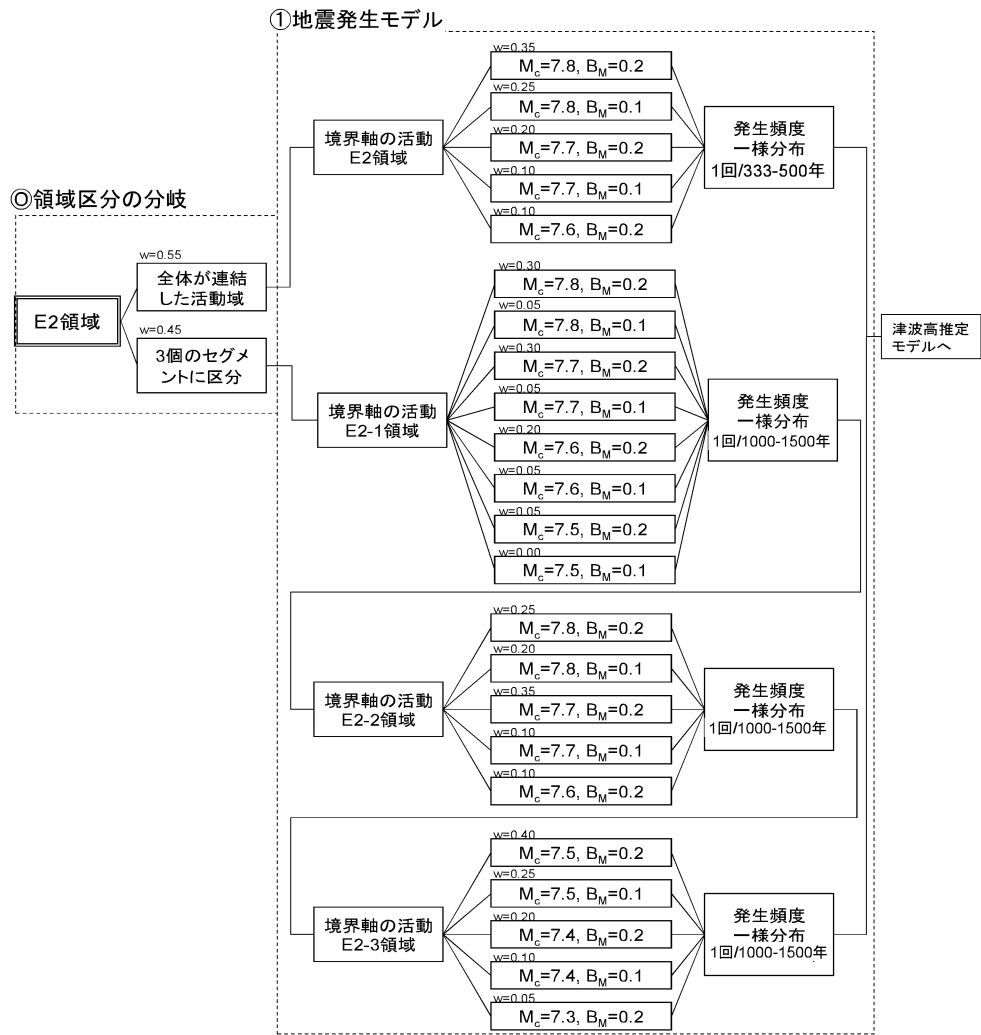 ①地震発生モデル
⓪領域区分の分岐
E2領域
w=0.55
全体が連結
した活動域
w=0.45
3個のセグメ
ントに区分
境界軸の活動
E2領域
w=0.35
Mc=7.8, BM=0.2
w=0.25
Mc=7.8, BM=0.1
w=0.20
Mc=7.7, BM=0.2
w=0.10
Mc=7.7, BM=0.1
w=0.10
Mc=7.6, BM=0.2
発生頻度
一様分布
1回/333-500年
境界軸の活動
E2-1領域
w=0.30
Mc=7.8, BM=0.2
w=0.05
Mc=7.8, BM=0.1
w=0.30
Mc=7.7, BM=0.2
w=0.05
Mc=7.7, BM=0.1
w=0.20
Mc=7.6, BM=0.2
w=0.05
Mc=7.6, BM=0.1
w=0.05
Mc=7.5, BM=0.2
w=0.00
Mc=7.5, BM=0.1
発生頻度
一様分布
1回/1000-1500年
境界軸の活動
E2-2領域
w=0.25
Mc=7.8, BM=0.2
w=0.20
Mc=7.8, BM=0.1
w=0.35
Mc=7.7, BM=0.2
w=0.10
Mc=7.7, BM=0.1
w=0.10
Mc=7.6, BM=0.2
発生頻度
一様分布
1回/1000-1500年
境界軸の活動
E2-3領域
w=0.40
Mc=7.5, BM=0.2
w=0.25
Mc=7.5, BM=0.1
w=0.20
Mc=7.4, BM=0.2
w=0.10
Mc=7.4, BM=0.1
w=0.05
Mc=7.3, BM=0.2
発生頻度
一様分布
1回/1000-1500年
津波高推定
モデルへ